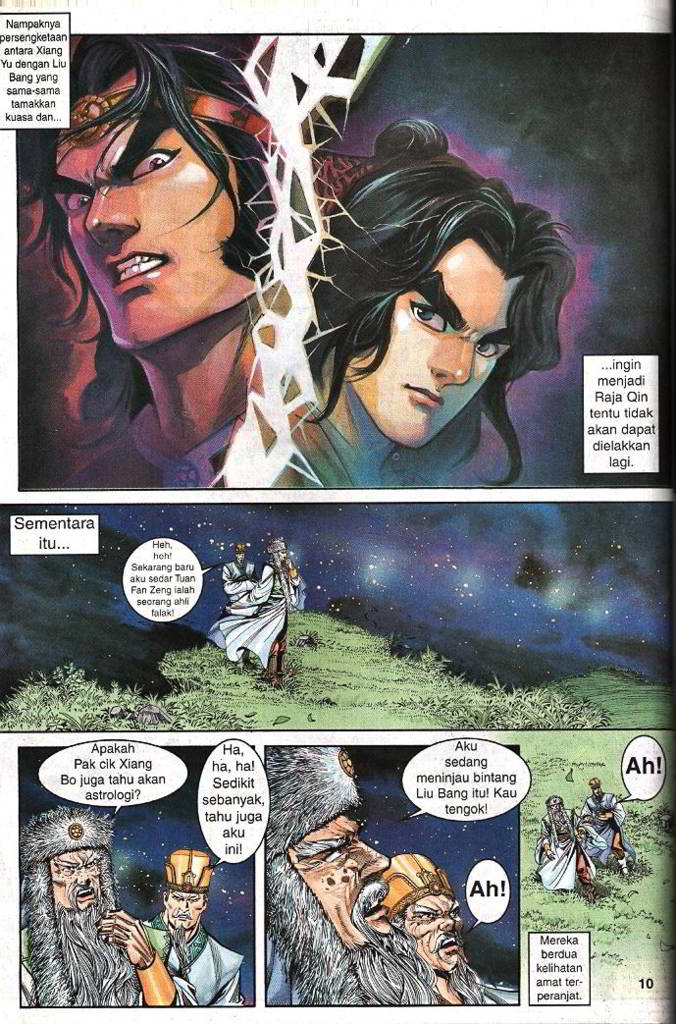 Nampaknya
persengketaan
antara Xiang
Yu dengan Liu
Bang yang
sama-sama
tamakkan
kuasa dan...
...ingin
menjadi
Raja Qin
tentu tidak
akan dapat
dielakkan
lagi.
Sementara
itu...
Heh,
heh!
Sekarang baru
aku sedar Tuan
Fan Zeng ialah
seorang ahli
falak!
Apakah
Pak cik Xiang
Bo juga tahu akan
astrologi?
Ha,
ha, ha!
Sedikit
sebanyak,
tahu juga
aku
ini!
Aku
sedang
meninjau bintang
Liu Bang itu! Kau
tengok!
Ah!
Ah!
Mereka
berdua
kelihatan
amat ter-
peranjat.
10